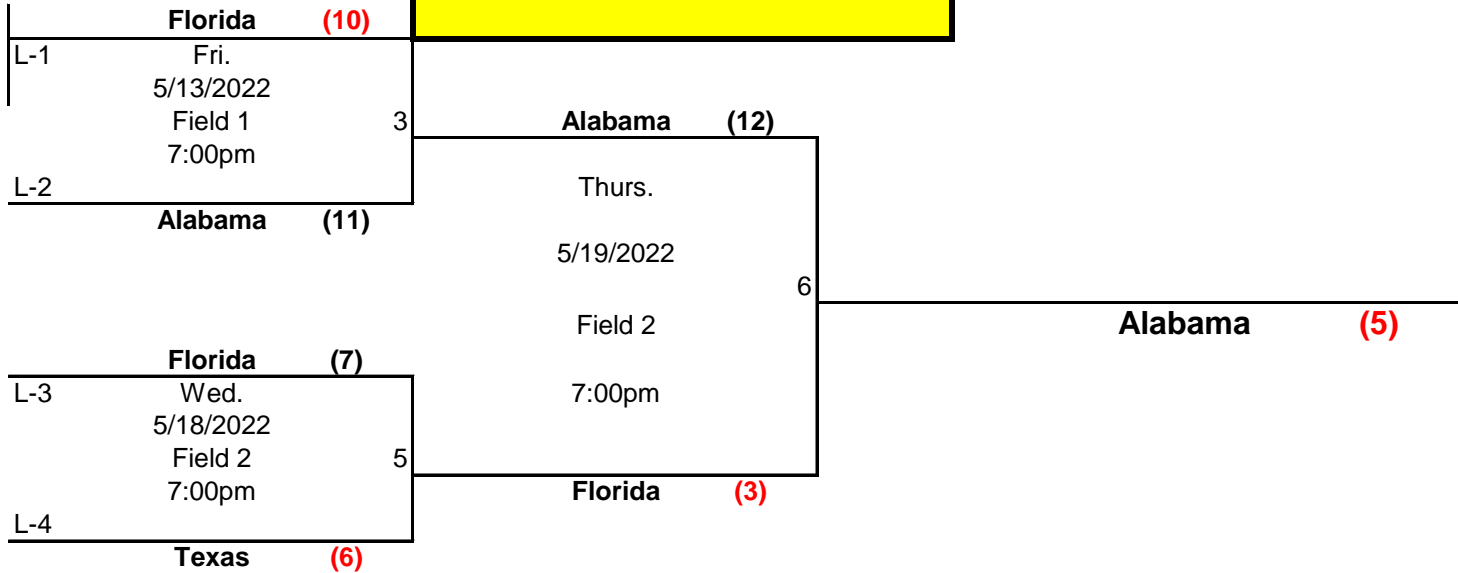 Florida (10)
L-1 Fri.
5/13/2022
Field 1 3
7:00pm
L-2
Alabama (11)
Alabama (12)
Thurs.
5/19/2022
6
Field 2
7:00pm
Florida (7)
L-3 Wed.
5/18/2022
Field 2 5
7:00pm
L-4
Texas (6)
Florida (3)
Alabama (5)